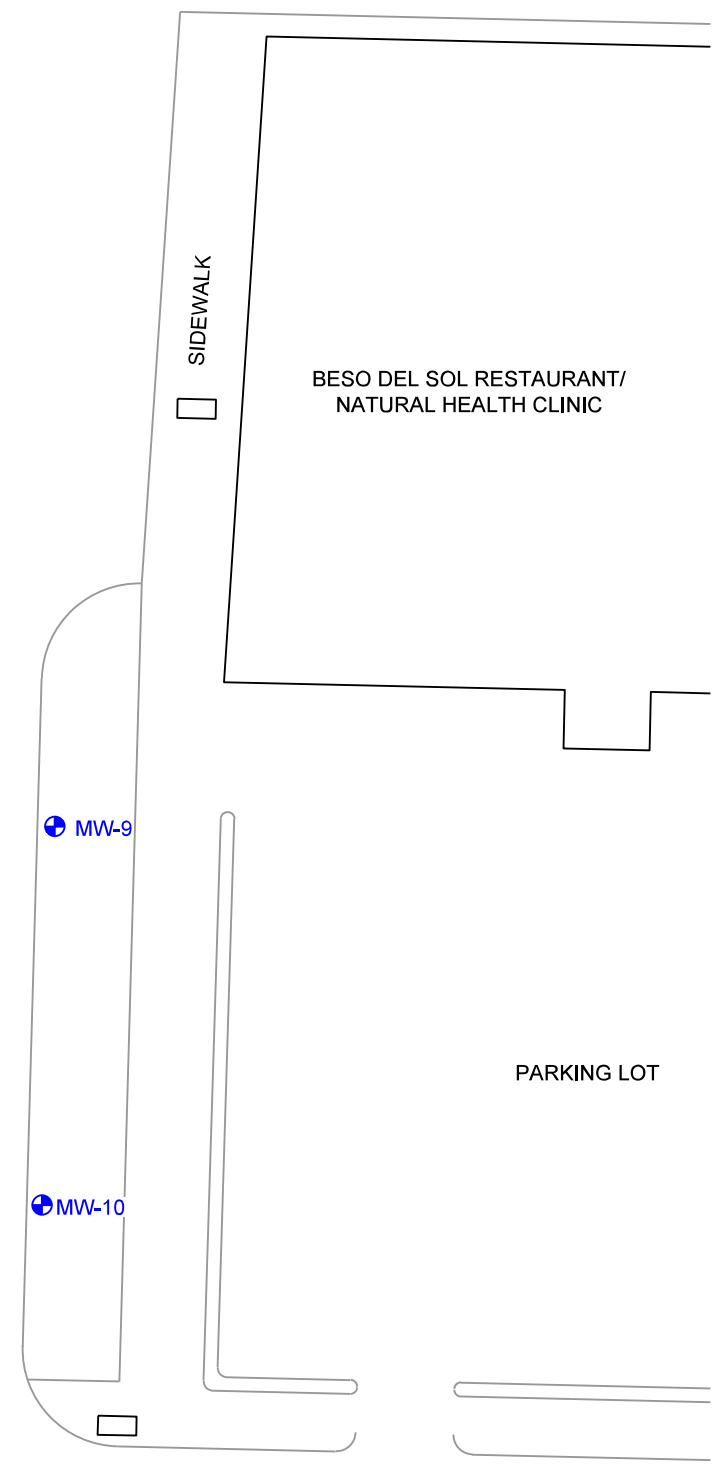 SIDEWALK
BESO DEL SOL RESTAURANT/
NATURAL HEALTH CLINIC
MW-9
PARKING LOT
MW-10